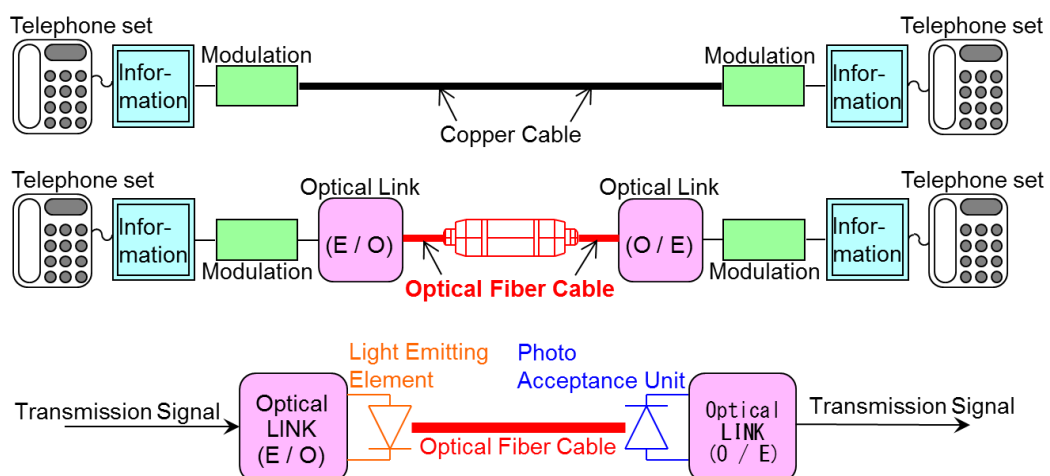 Telephone set
Telephone set
Modulation
Modulation
Infor-
mation
Infor-
mation
Copper Cable
Telephone set
Optical Link
Optical Link
Telephone set
Infor-
mation
(E / O)
(O / E)
Infor-
mation
Modulation
Modulation
Optical Fiber Cable
Light Emitting
Element
Photo
Acceptance Unit
Transmission Signal
Optical
LINK
(E / O)
Optical Fiber Cable
Optical
LINK
(O / E)
Transmission Signal